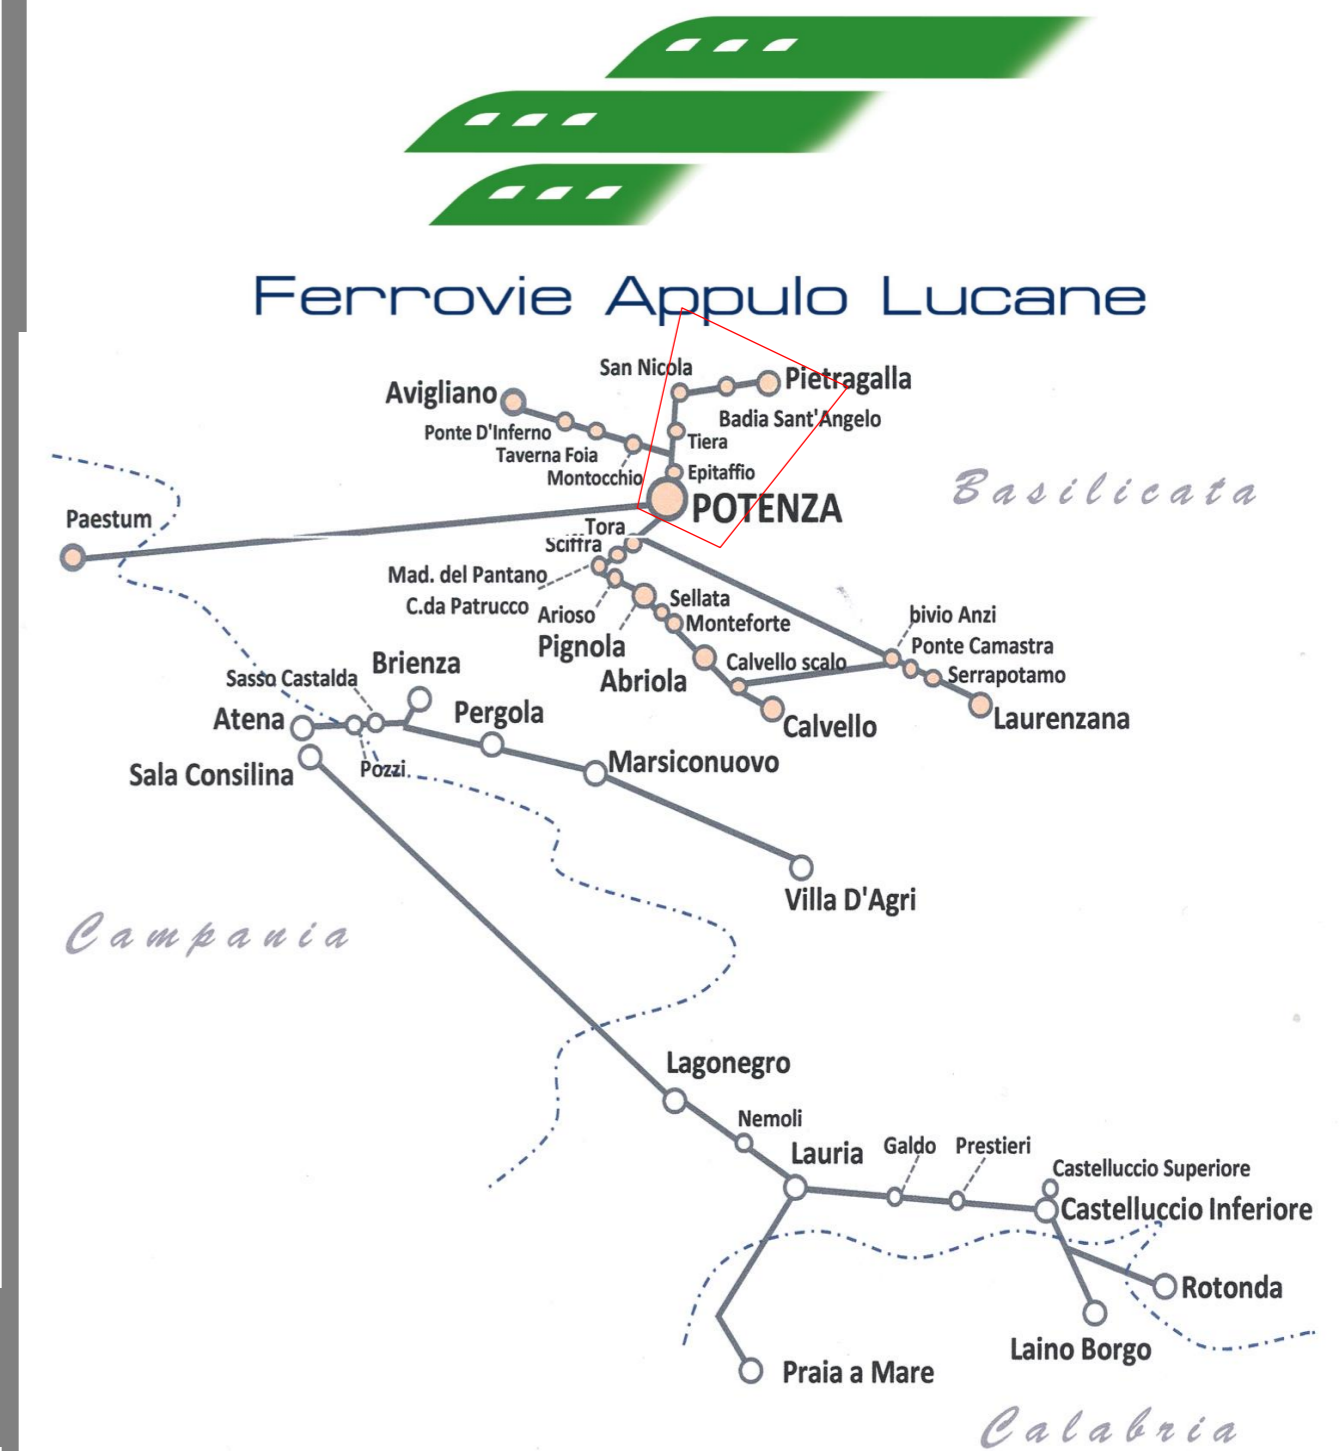 Ferrovie Appulo Lucane
San Nicola
Pietragalla
Avigliano
Badia Sant'Angelo
Ponte D'Inferno
Tiera
Taverna Foia
Montocchio
Epitaffio
Basilicata
POTENZA
Paestum
Tora
Sciffra
Mad. del Pantano
C.da Patrucco
Arioso
Sellata
Monteforte
bivio Anzi
Pignola
Ponte Camastra
Brienza
Calvello scalo
Serrapotamo
Sasso Castalda
Abriola
Atena
Pergola
Laurenzana
Calvello
Sala Consilina
Pozzi
Marsiconuovo
Villa D'Agri
Campania
Lagonegro
Nemoli
Lauria
Galdo
Prestieri
Castelluccio Superiore
Castelluccio Inferiore
Rotonda
Laino Borgo
Praia a Mare
Calabria